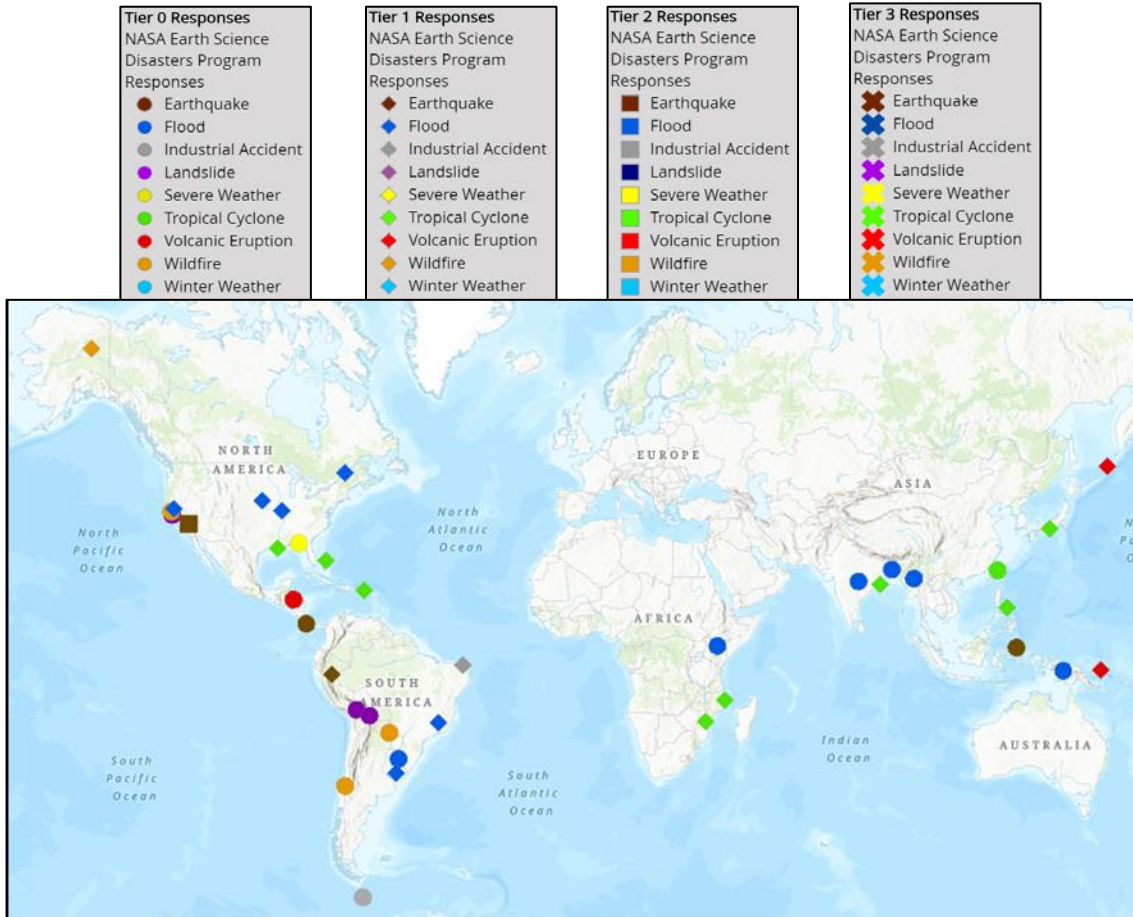 Tier 0 Responses
NASA Earth Science
Disasters Program
Responses
Earthquake
Flood
Industrial Accident
Landslide
Severe Weather
Tropical Cyclone
Volcanic Eruption
Wildfire
Winter Weather
Tier 1 Responses
NASA Earth Science
Disasters Program
Responses
Earthquake
Flood
Industrial Accident
Landslide
Severe Weather
Tropical Cyclone
Volcanic Eruption
Wildfire
Winter Weather
Tier 2 Responses
NASA Earth Science
Disasters Program
Responses
Earthquake
Flood
Industrial Accident
Landslide
Severe Weather
Tropical Cyclone
Volcanic Eruption
Wildfire
Winter Weather
Tier 3 Responses
NASA Earth Science
Disasters Program
Responses
Earthquake
Flood
Industrial Accident
Landslide
Severe Weather
Tropical Cyclone
Volcanic Eruption
Wildfire
Winter Weather
NORTH
AMERICA
EUROPE
ASIA
North
Pacific
Ocean
North
Atlantic
Ocean
N
Pa
O
AFRICA
SOUTH
AMERICA
South
Pacific
Ocean
South
Atlantic
Ocean
Indian
Ocean
AUSTRALIA